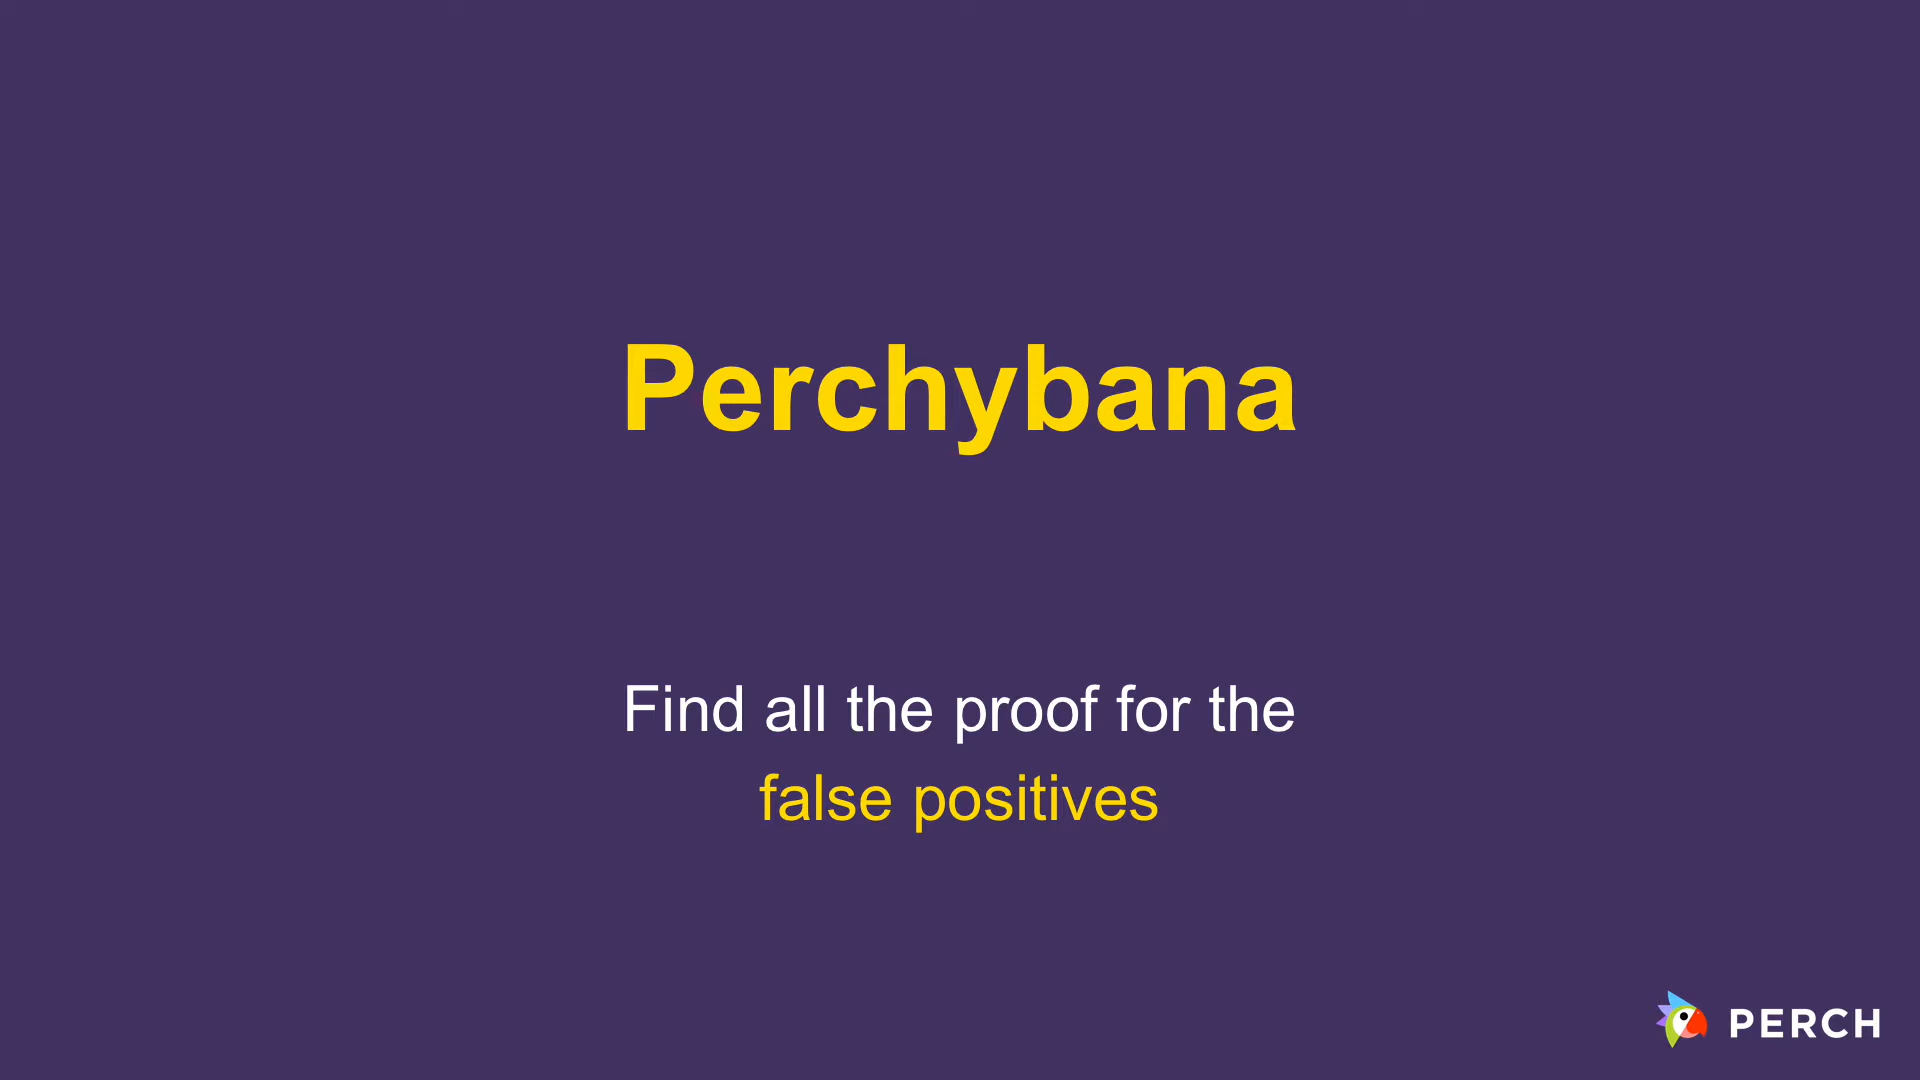 Perchybana
Find all the proof for the
false positives
PERCH